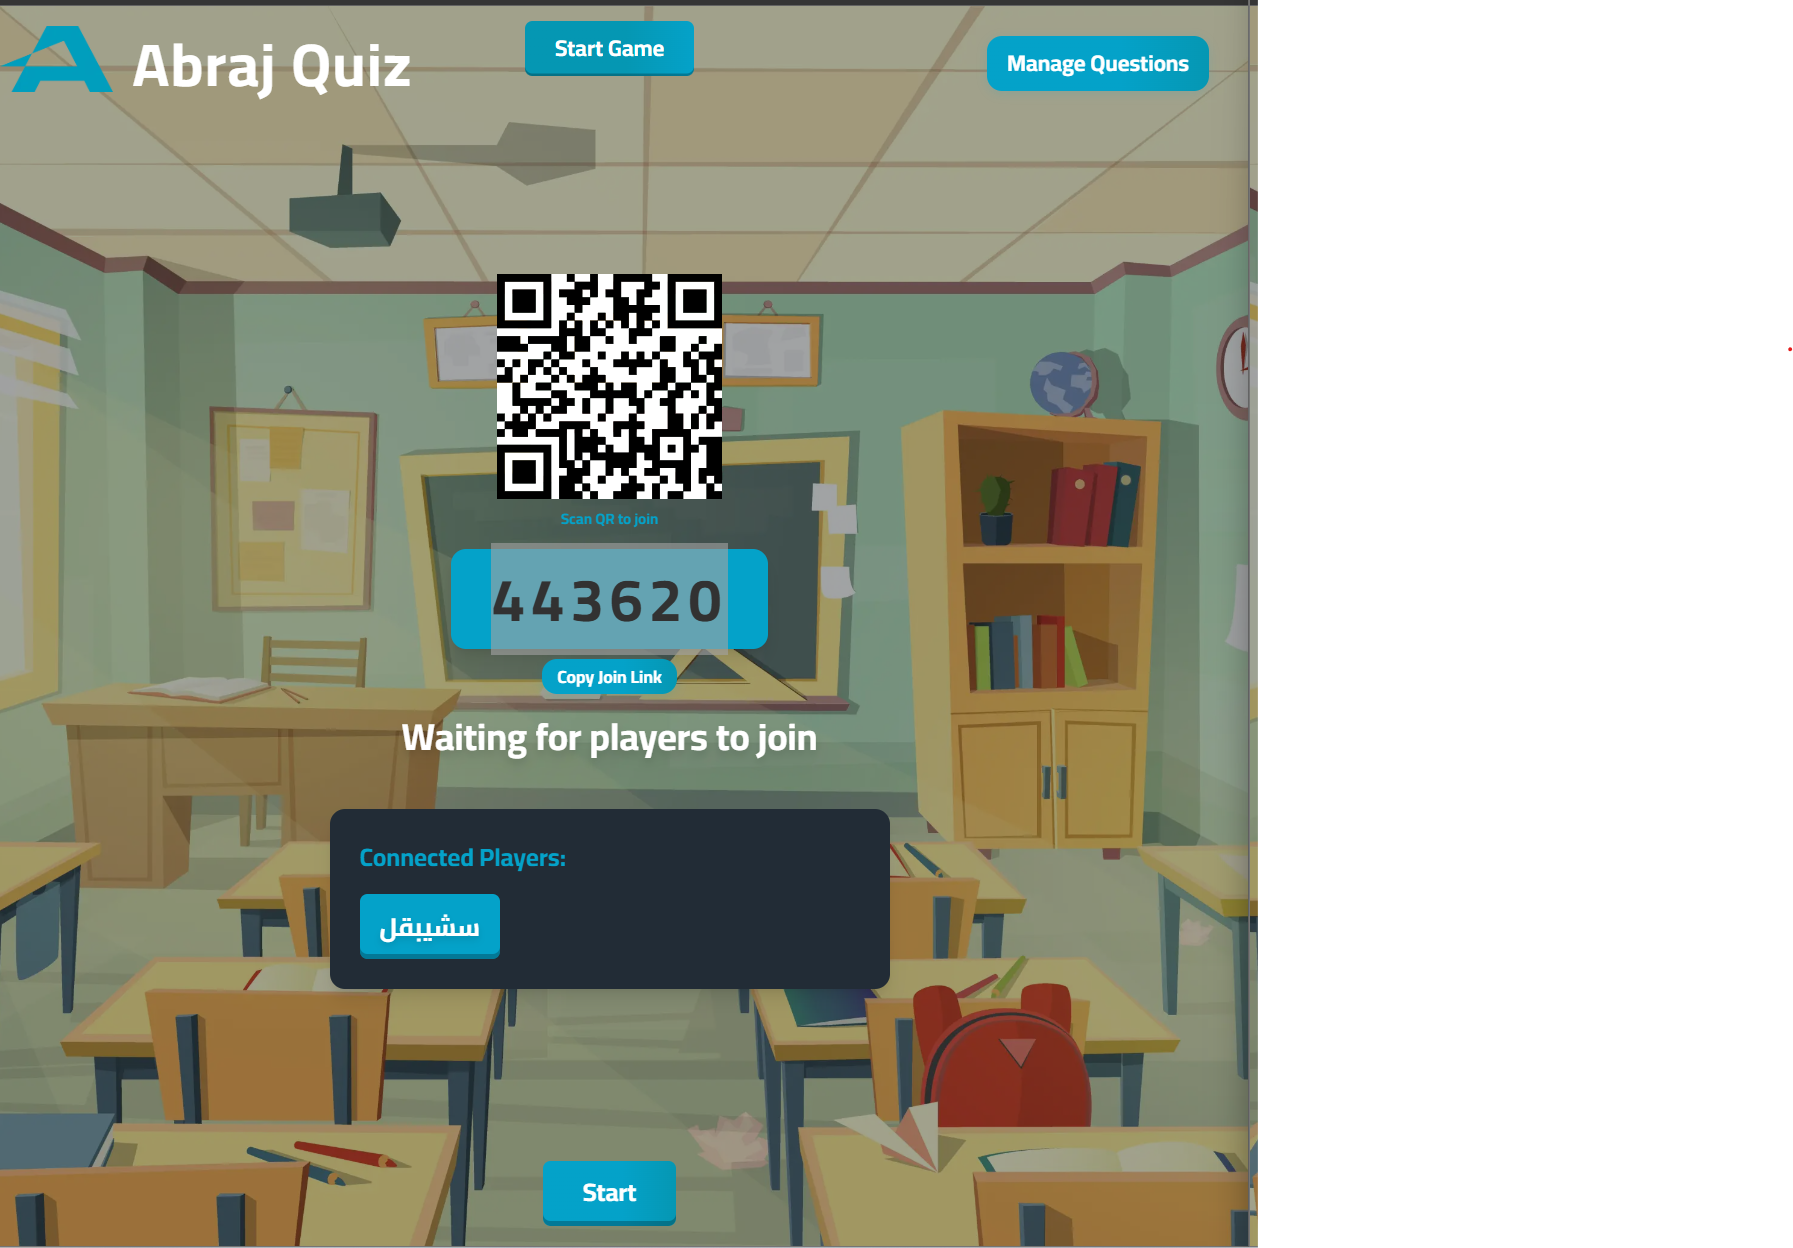 Abraj Quiz
Start Game
Manage Questions
Scan QR to join
443620
Copy Join Link
Waiting for players to join
Connected Players:
سشيبقل
Start